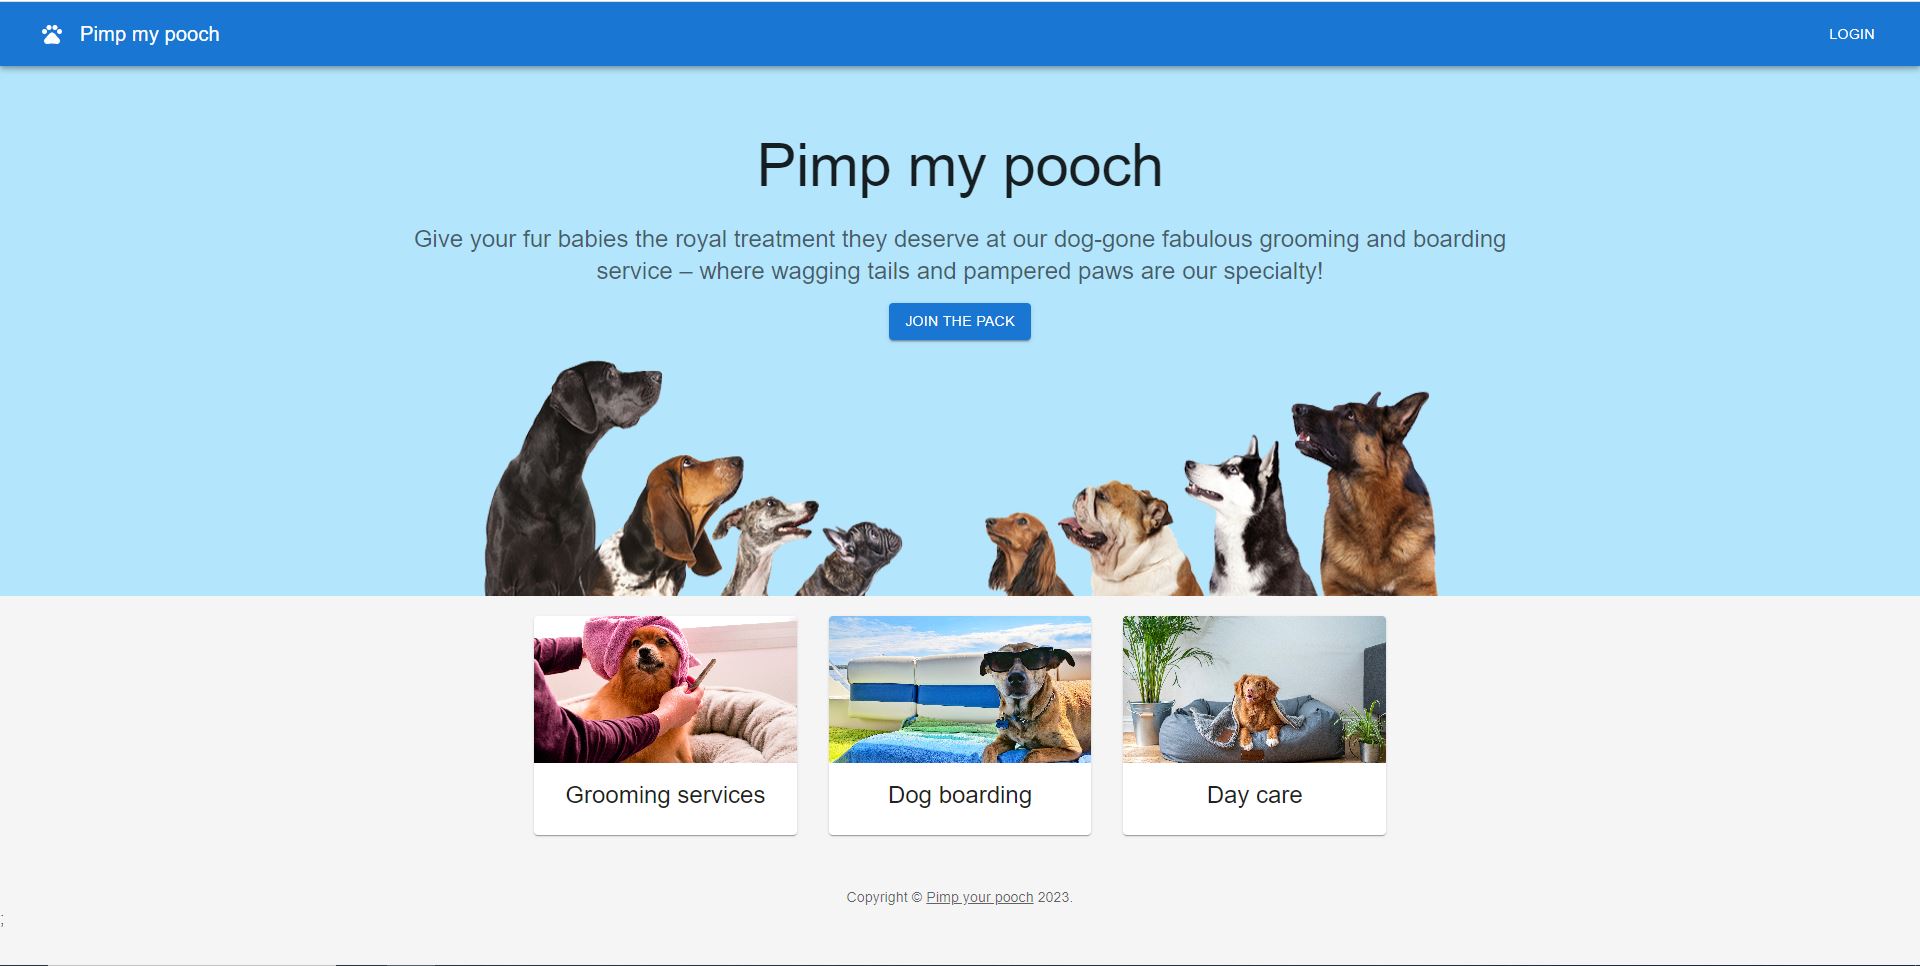 Pimp my pooch
LOGIN
Pimp my pooch
Give your fur babies the royal treatment they deserve at our dog-gone fabulous grooming and boarding
service – where wagging tails and pampered paws are our specialty!
JOIN THE PACK
Grooming services
Dog boarding
Day care
Copyright © Pimp your pooch 2023.
;